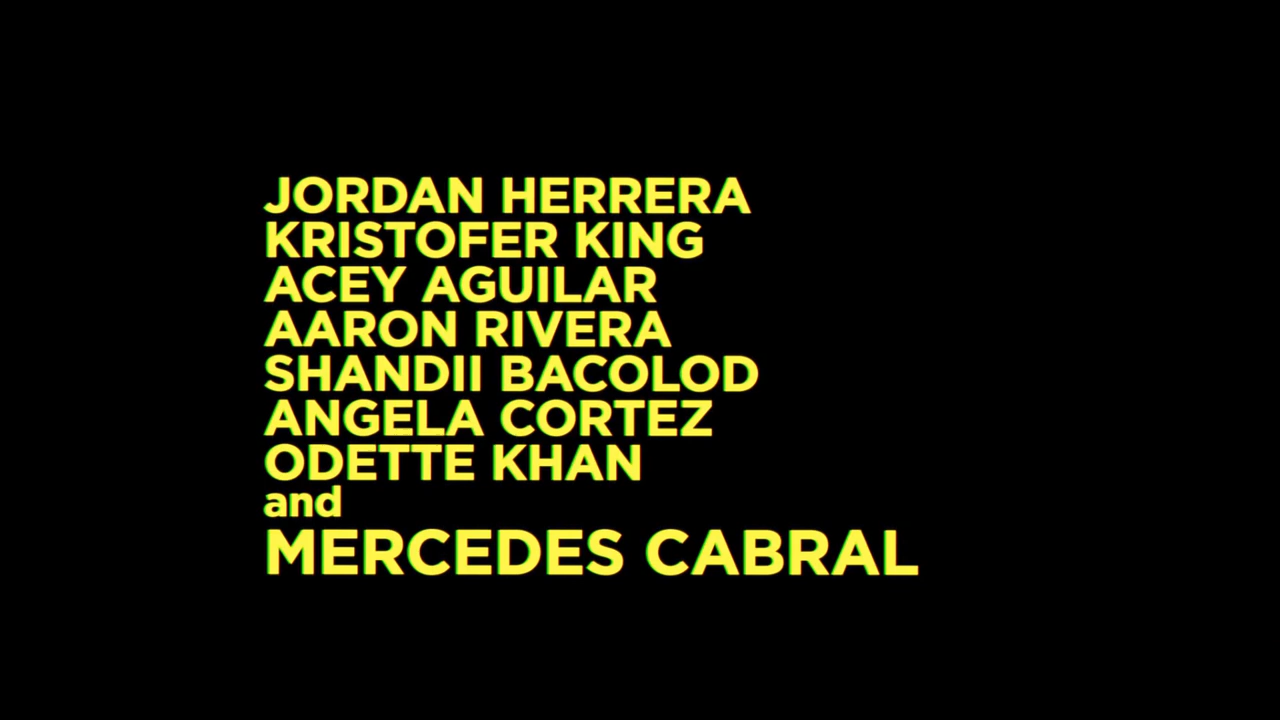 JORDAN HERRERA
KRISTOFER KING
ACEY AGUILAR
AARON RIVERA
SHANDII BACOLOD
ANGELA CORTEZ
ODETTE KHAN
and
MERCEDES CABRAL